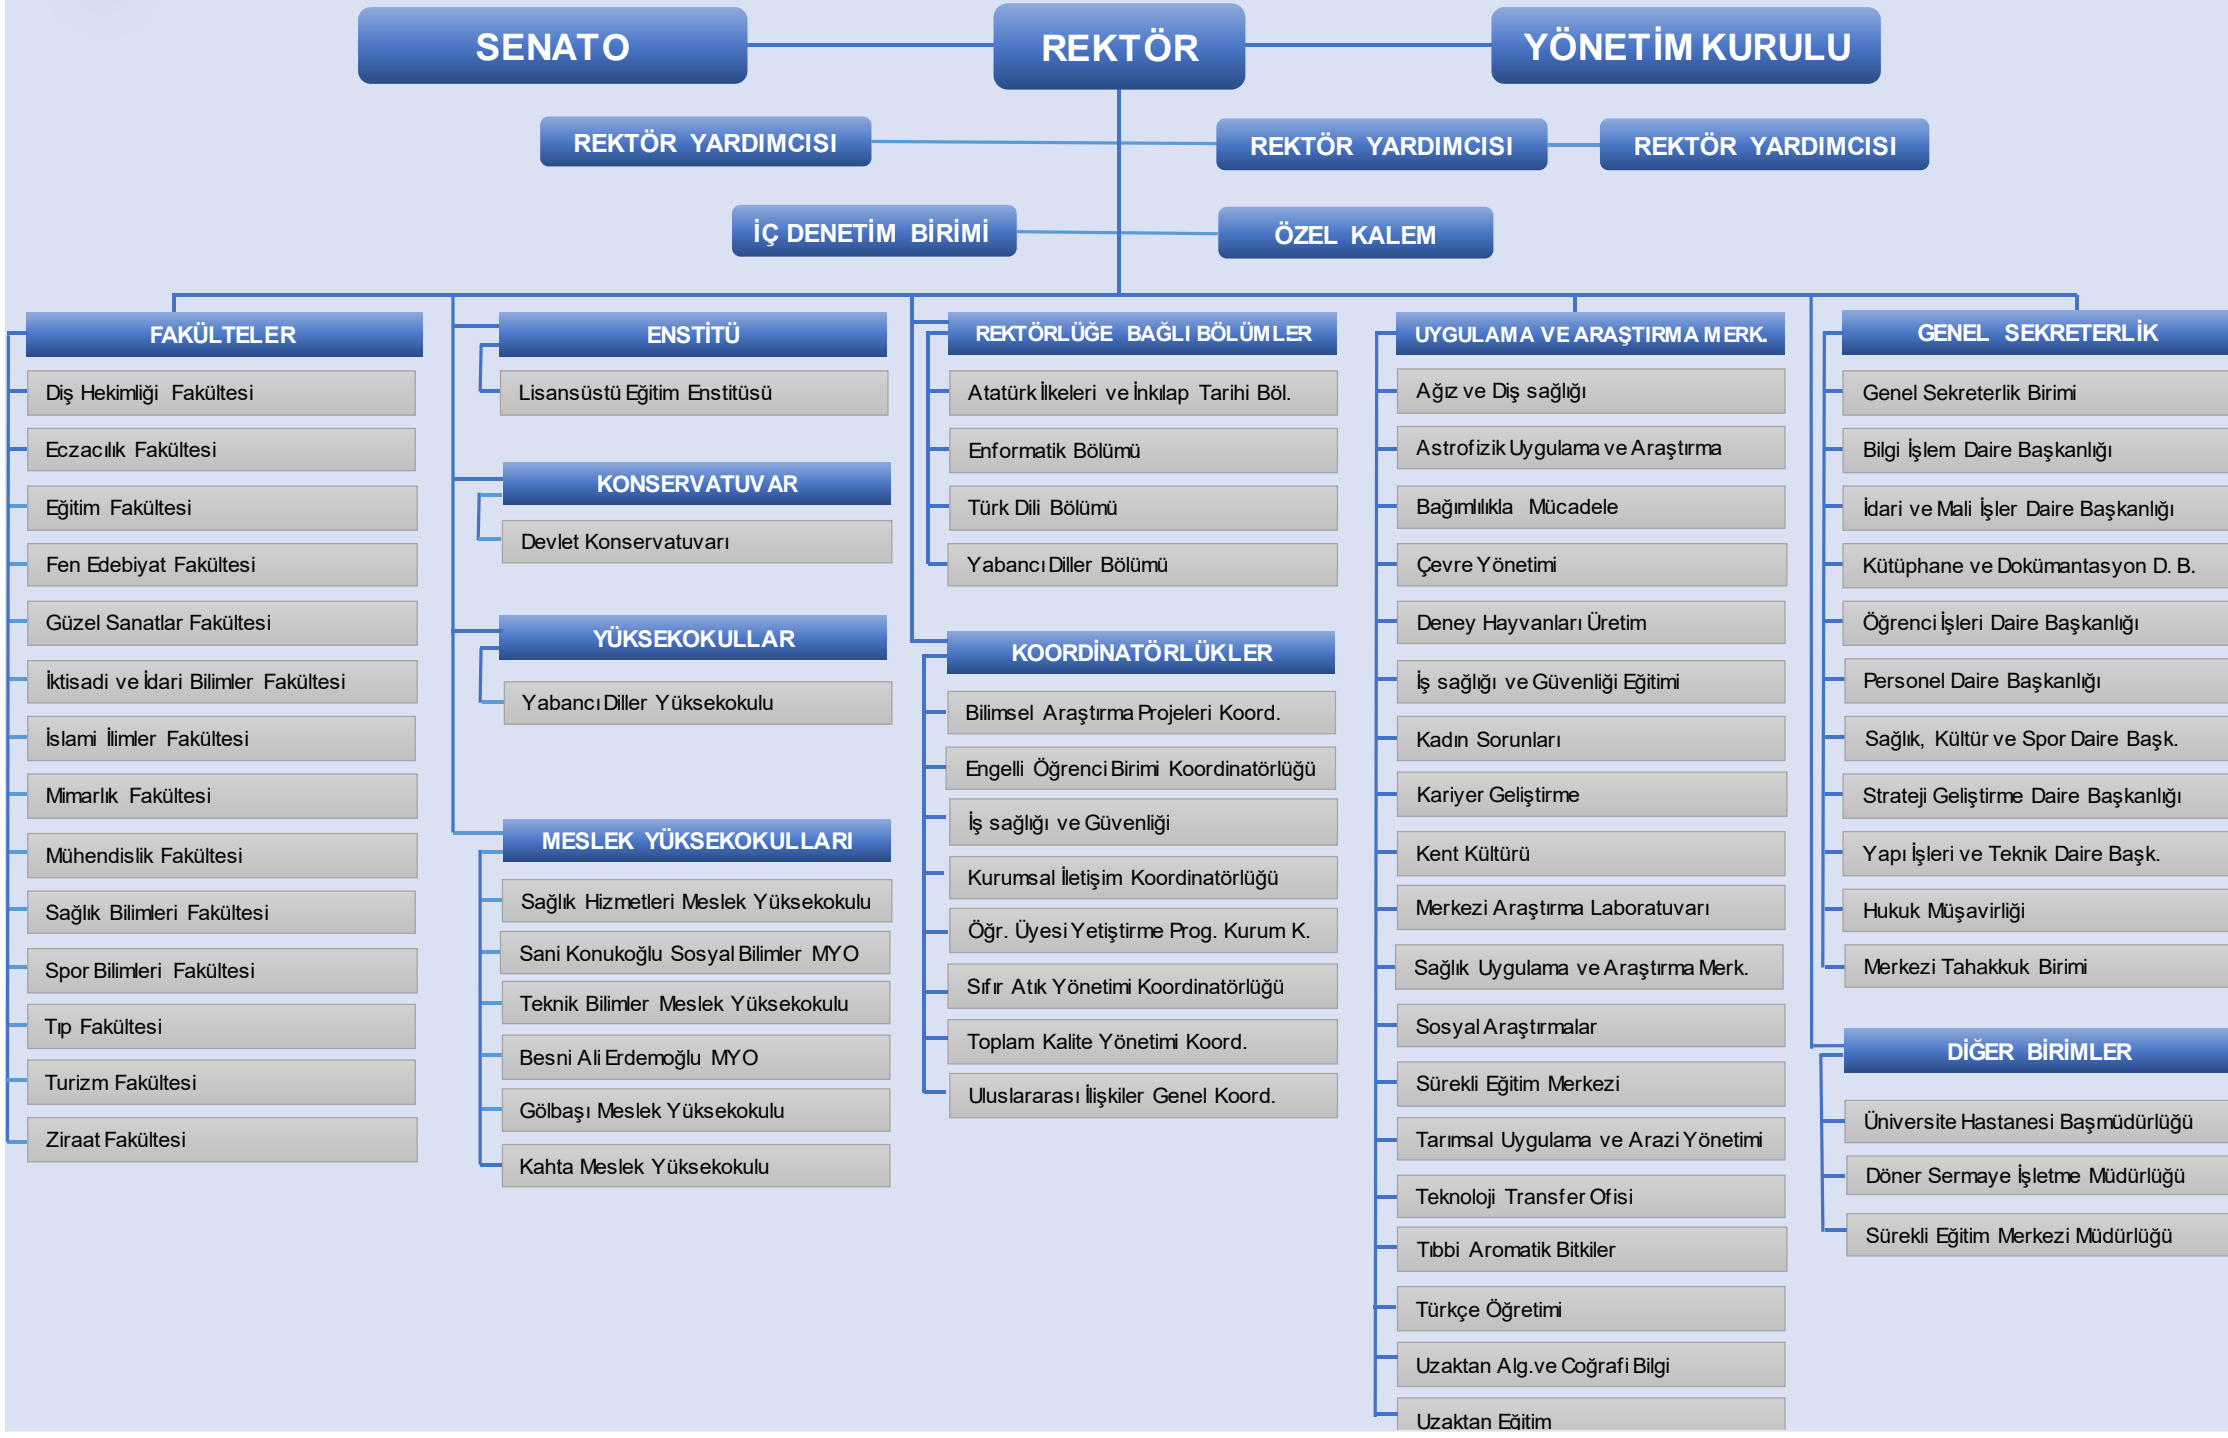 SENATO
REKTÖR
YÖNETİM KURULU
REKTÖR YARDIMCISI
REKTÖR YARDIMCISI
REKTÖR YARDIMCISI
İÇ DENETİM BİRİMİ
ÖZEL KALEM
FAKÜLTELER
Diş Hekimliği Fakültesi
Eczacılık Fakültesi
Eğitim Fakültesi
Fen Edebiyat Fakültesi
Güzel Sanatlar Fakültesi
İktisadi ve İdari Bilimler Fakültesi
İslami İlimler Fakültesi
Mimarlık Fakültesi
Mühendislik Fakültesi
Sağlık Bilimleri Fakültesi
Spor Bilimleri Fakültesi
Tıp Fakültesi
Turizm Fakültesi
Ziraat Fakültesi
ENSTİTÜ
Lisansüstü Eğitim Enstitüsü
KONSERVATUVAR
Devlet Konservatuvarı
YÜKSEKOKULLAR
Yabancı Diller Yüksekokulu
MESLEK YÜKSEKOKULLARI
Sağlık Hizmetleri Meslek Yüksekokulu
Sani Konukoğlu Sosyal Bilimler MYO
Teknik Bilimler Meslek Yüksekokulu
Besni Ali Erdemoğlu MYO
Gölbaşı Meslek Yüksekokulu
Kahta Meslek Yüksekokulu
REKTÖRLÜĞE BAĞLI BÖLÜMLER
Atatürk İlkeleri ve İnkılap Tarihi Böl.
Enformatik Bölümü
Türk Dili Bölümü
Yabancı Diller Bölümü
KOORDİNATÖRLÜKLER
Bilimsel Araştırma Projeleri Koord.
Engelli Öğrenci Birimi Koordinatörlüğü
İş sağlığı ve Güvenliği
Kurumsal İletişim Koordinatörlüğü
Öğr. Üyesi Yetiştirme Prog. Kurum K.
Sıfır Atık Yönetimi Koordinatörlüğü
Toplam Kalite Yönetimi Koord.
Uluslararası İlişkiler Genel Koord.
UYGULAMA VE ARAŞTIRMA MERK.
Ağız ve Diş sağlığı
Astrofizik Uygulama ve Araştırma
Bağımlılıkla Mücadele
Çevre Yönetimi
Deney Hayvanları Üretim
İş sağlığı ve Güvenliği Eğitimi
Kadın Sorunları
Kariyer Geliştirme
Kent Kültürü
Merkezi Araştırma Laboratuvarı
Sağlık Uygulama ve Araştırma Merk.
Sosyal Araştırmalar
Sürekli Eğitim Merkezi
Tarımsal Uygulama ve Arazi Yönetimi
Teknoloji Transfer Ofisi
Tıbbi Aromatik Bitkiler
Türkçe Öğretimi
Uzaktan Alg.ve Coğrafi Bilgi
Uzaktan Eğitim
GENEL SEKRETERLİK
Genel Sekreterlik Birimi
Bilgi İşlem Daire Başkanlığı
İdari ve Mali İşler Daire Başkanlığı
Kütüphane ve Dokümantasyon D. B.
Öğrenci İşleri Daire Başkanlığı
Personel Daire Başkanlığı
Sağlık, Kültür ve Spor Daire Başk.
Strateji Geliştirme Daire Başkanlığı
Yapı İşleri ve Teknik Daire Başk.
Hukuk Müşavirliği
Merkezi Tahakkuk Birimi
DİĞER BİRİMLER
Üniversite Hastanesi Başmüdürlüğü
Döner Sermaye İşletme Müdürlüğü
Sürekli Eğitim Merkezi Müdürlüğü